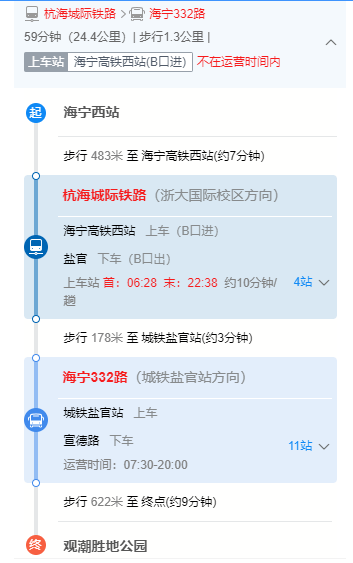 杭海城际铁路 > 海宁332路
59分钟（24.4公里）| 步行1.3公里 |
上车站 海宁高铁西站(B口进) 不在运营时间内
起 海宁西站
步行 483米 至 海宁高铁西站(约7分钟)
杭海城际铁路（浙大国际校区方向）
海宁高铁西站 上车（B口进）
盐官 下车（B口出）
上车站 首：06:28 末：22:38 约10分钟/
趟
4站
步行 178米 至 城铁盐官站(约3分钟)
海宁332路（城铁盐官站方向）
城铁盐官站 上车
宣德路 下车
11站
运营时间：07:30-20:00
步行 622米 至 终点(约9分钟)
终 观潮胜地公园